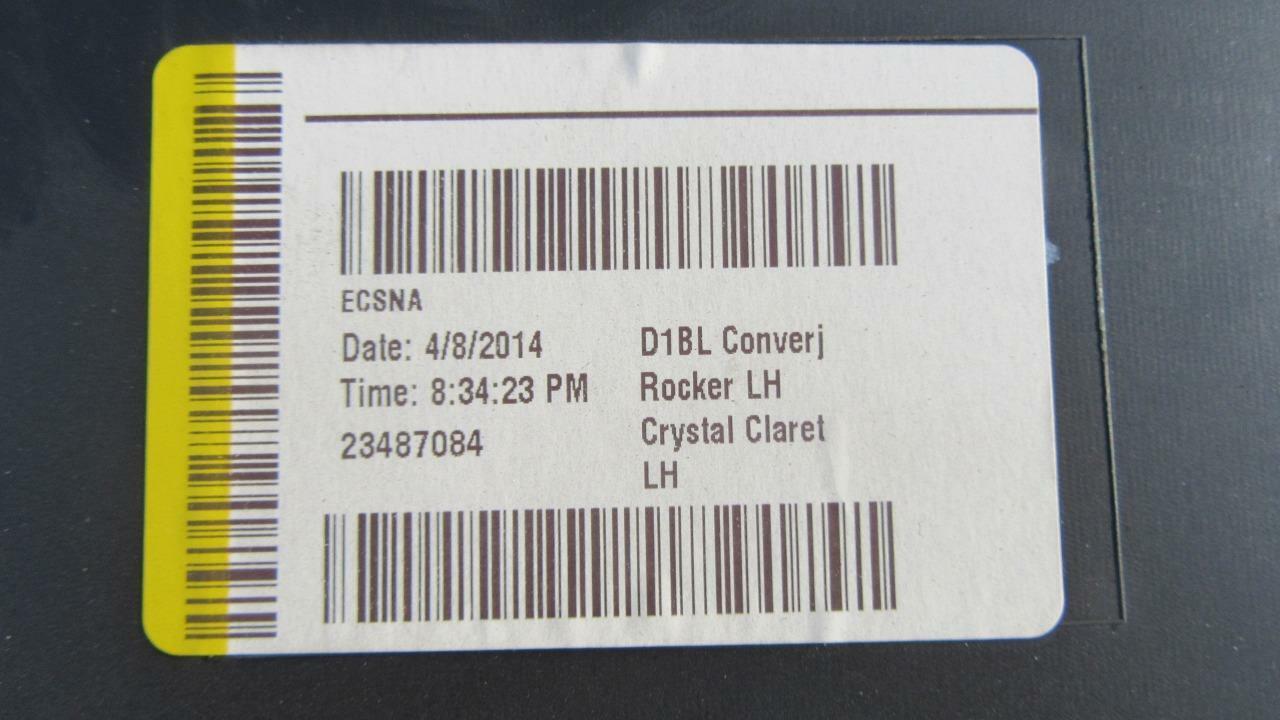 ECSNA
Date: 4/8/2014
Time: 8:34:23 PM
23487084
D1BL Converj
Rocker LH
Crystal Claret
LH